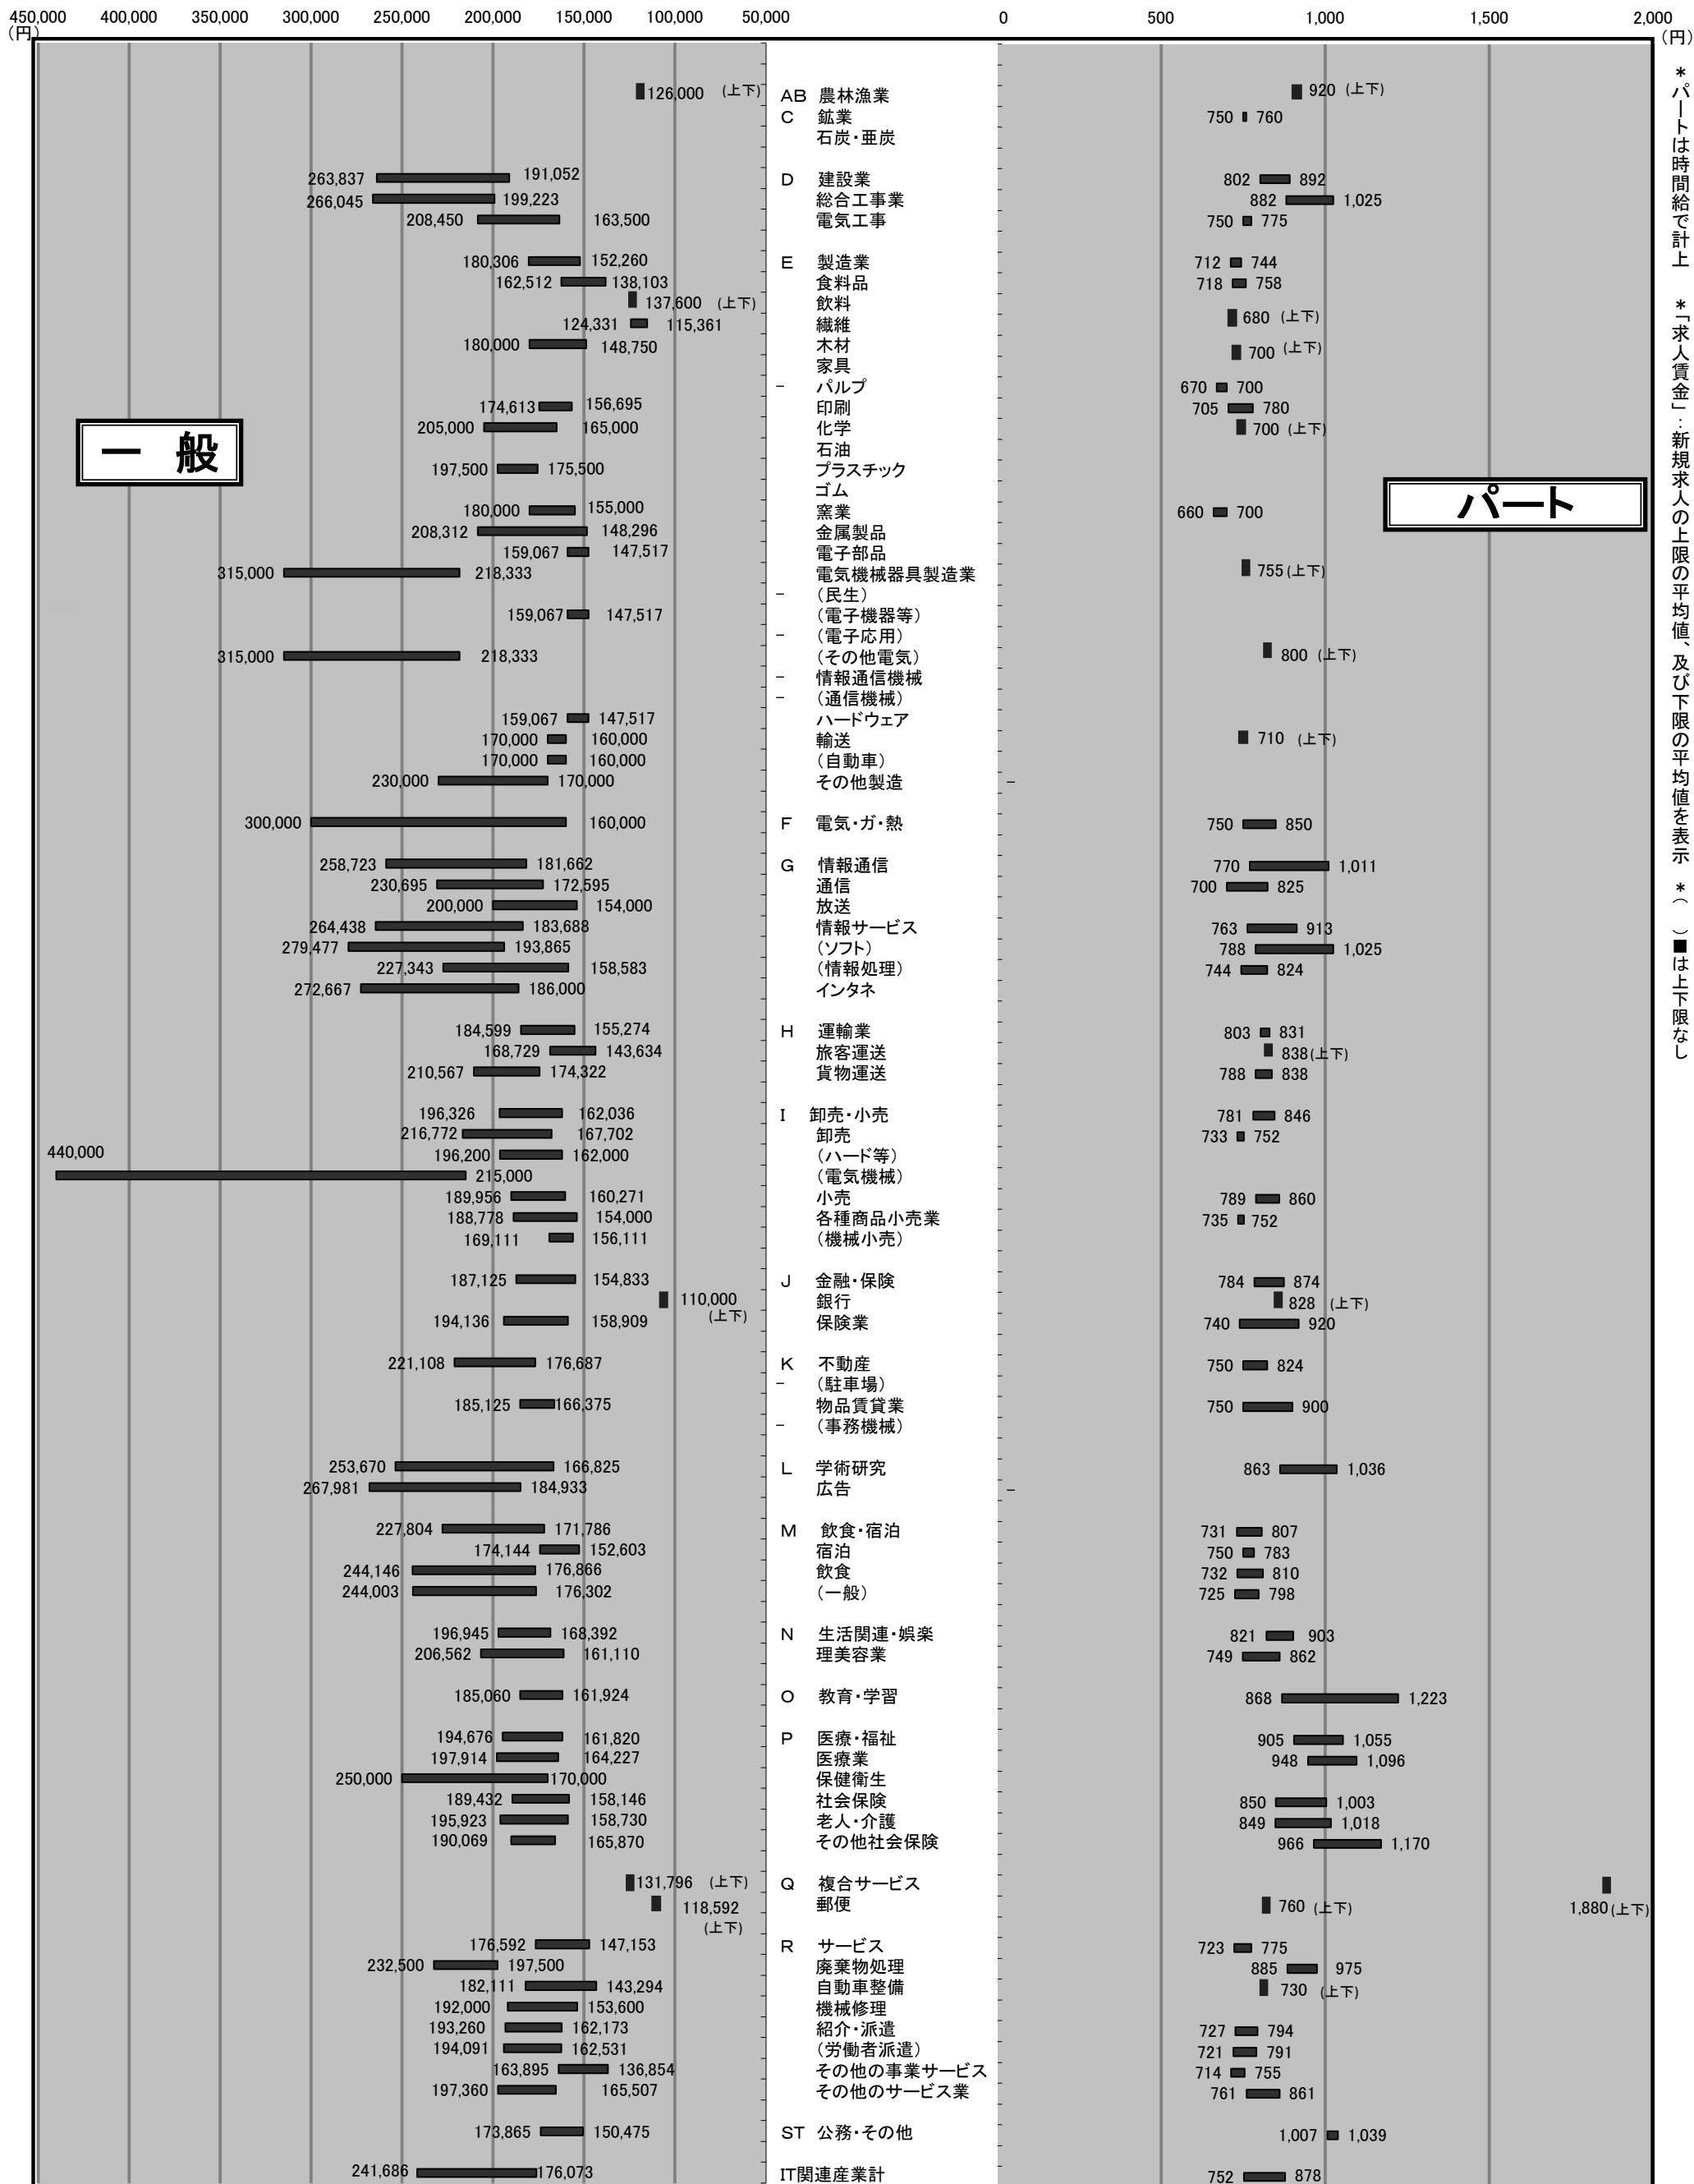 450,000 400,000 350,000 300,000 250,000 200,000 150,000 100,000 50,000 0 500 1,000 1,500 2,000
(円) (円)
一 般
パート
126,000 (上下) AB 農林漁業 920 (上下)
C 鉱業 750 760
石炭・亜炭
263,837 191,052 D 建設業 802 892
266,045 199,223 総合工事業 882 1,025
208,450 163,500 電気工事 750 775
180,306 152,260 E 製造業 712 744
162,512 138,103 食料品 718 758
137,600 (上下) 飲料
124,331 115,361 繊維 680 (上下)
180,000 148,750 木材 700 (上下)
家具
- パルプ 670 700
174,613 156,695 印刷 705 780
205,000 165,000 化学 700 (上下)
石油
197,500 175,500 プラスチック
ゴム
180,000 155,000 窯業 660 700
208,312 148,296 金属製品
159,067 147,517 電子部品
315,000 218,333 電気機械器具製造業 755 (上下)
- (民生)
159,067 147,517 (電子機器等)
- (電子応用)
315,000 218,333 (その他電気) 800 (上下)
- 情報通信機械
- (通信機械)
159,067 147,517 ハードウェア
170,000 160,000 輸送 710 (上下)
170,000 160,000 (自動車)
230,000 170,000 その他製造 -
300,000 160,000 F 電気・ガ・熱 750 850
258,723 181,662 G 情報通信 770 1,011
230,695 172,595 通信 700 825
200,000 154,000 放送
264,438 183,688 情報サービス 763 913
279,477 193,865 (ソフト) 788 1,025
227,343 158,583 (情報処理) 744 824
272,667 186,000 インタネ
184,599 155,274 H 運輸業 803 831
168,729 143,634 旅客運送 838(上下)
210,567 174,322 貨物運送 788 838
196,326 162,036 I 卸売・小売 781 846
216,772 167,702 卸売 733 752
196,200 162,000 (ハード等)
440,000 215,000 (電気機械)
189,956 160,271 小売 789 860
188,778 154,000 各種商品小売業 735 752
169,111 156,111 (機械小売)
187,125 154,833 J 金融・保険 784 874
110,000 (上下) 銀行 828 (上下)
194,136 158,909 保険業 740 920
221,108 176,687 K 不動産 750 824
- (駐車場)
185,125 166,375 物品賃貸業 750 900
- (事務機械)
253,670 166,825 L 学術研究 863 1,036
267,981 184,933 広告 -
227,804 171,786 M 飲食・宿泊 731 807
174,144 152,603 宿泊 750 783
244,146 176,866 飲食 732 810
244,003 176,302 (一般) 725 798
196,945 168,392 N 生活関連・娯楽 821 903
206,562 161,110 理美容業 749 862
185,060 161,924 O 教育・学習 868 1,223
194,676 161,820 P 医療・福祉 905 1,055
197,914 164,227 医療業 948 1,096
250,000 170,000 保健衛生
189,432 158,146 社会保険 850 1,003
195,923 158,730 老人・介護 849 1,018
190,069 165,870 その他社会保険 966 1,170
131,796 (上下) Q 複合サービス 1,880(上下)
118,592 (上下) 郵便 760 (上下)
176,592 147,153 R サービス 723 775
232,500 197,500 廃棄物処理 885 975
182,111 143,294 自動車整備 730 (上下)
192,000 153,600 機械修理
193,260 162,173 紹介・派遣 727 794
194,091 162,531 (労働者派遣) 721 791
163,895 136,854 その他の事業サービス 714 755
197,360 165,507 その他のサービス業 761 861
173,865 150,475 ST 公務・その他 1,007 1,039
241,686 176,073 IT関連産業計 752 878
*パートは時間給で計上 *「求人賃金」:新規求人の上限の平均値、及び下限の平均値を表示 *( )■は上下限なし